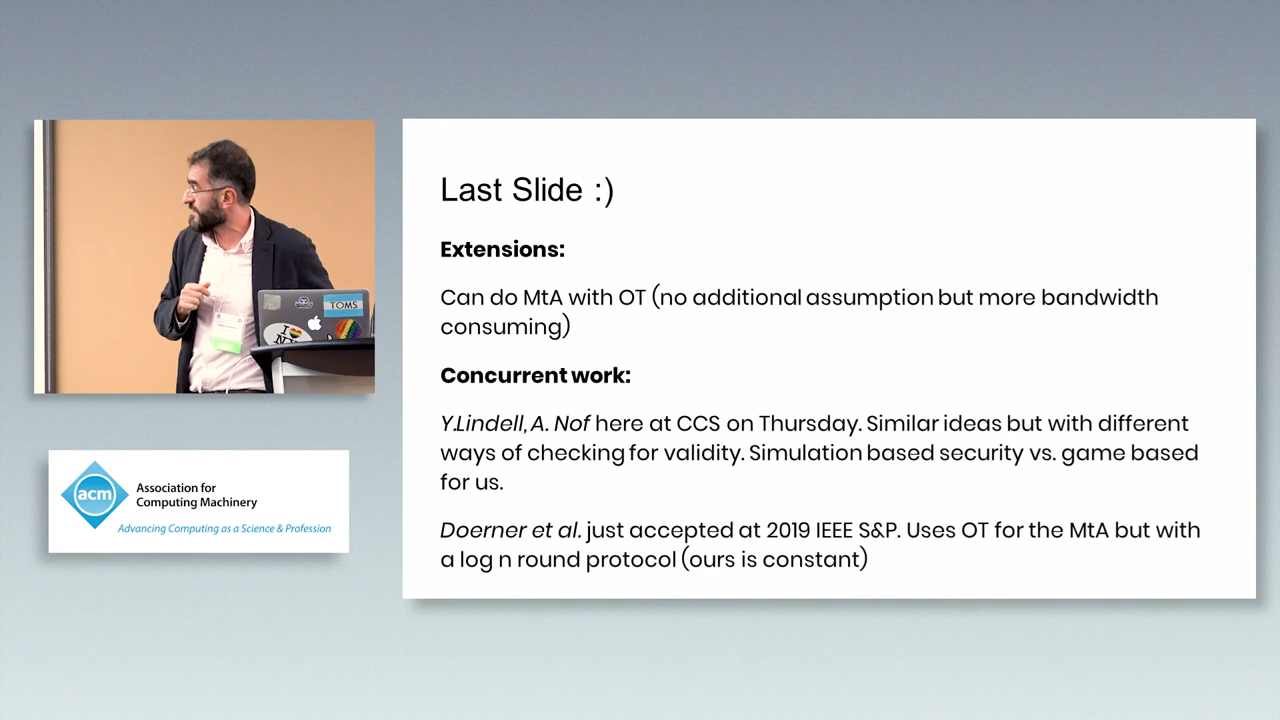 Last Slide :)
Extensions:
Can do MtA with OT (no additional assumption but more bandwidth
consuming)
Concurrent work:
Y.Lindell, A. Nof here at CCS on Thursday. Similar ideas but with different
ways of checking for validity. Simulation based security vs. game based
for us.
Doerner et al. just accepted at 2019 IEEE S&P. Uses OT for the MtA but with
a log n round protocol (ours is constant)
TOMS
acm
Association for
Computing Machinery
Advancing Computing as a Science & Profession